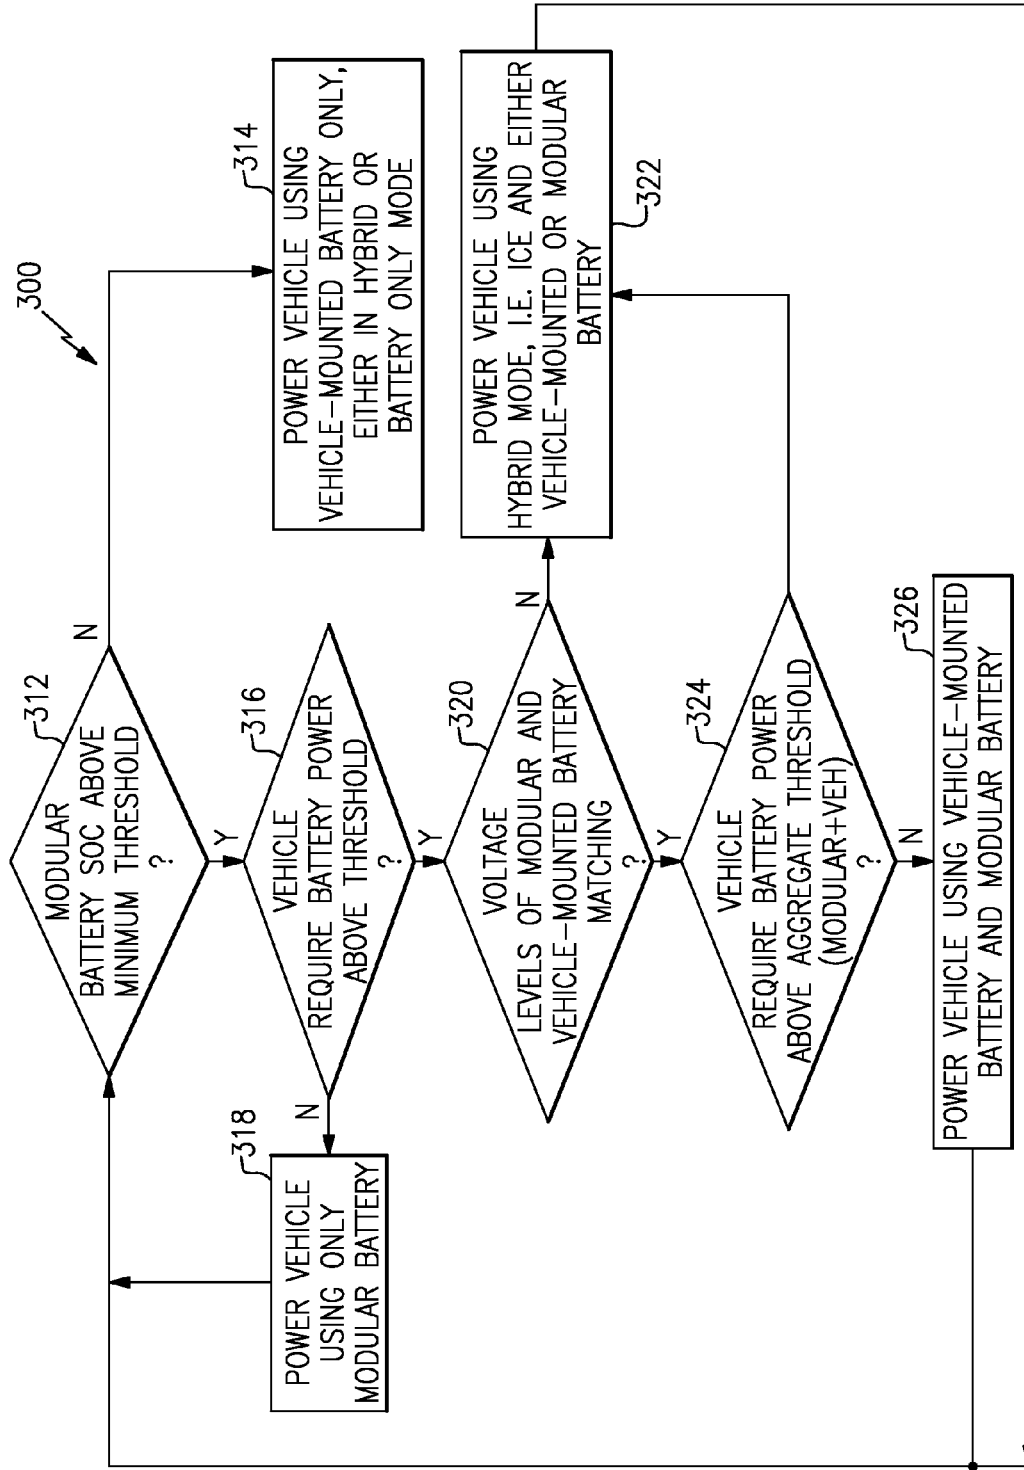 300
312
MODULAR
BATTERY SOC ABOVE
MINIMUM THRESHOLD
?
N
Y
314
POWER VEHICLE USING
VEHICLE-MOUNTED BATTERY ONLY,
EITHER IN HYBRID OR
BATTERY ONLY MODE
316
VEHICLE
REQUIRE BATTERY POWER
ABOVE THRESHOLD
?
N
Y
318
POWER VEHICLE
USING ONLY
MODULAR BATTERY
320
VOLTAGE
LEVELS OF MODULAR AND
VEHICLE-MOUNTED BATTERY
MATCHING
?
N
Y
POWER VEHICLE USING
HYBRID MODE, I.E. ICE AND EITHER
VEHICLE-MOUNTED OR MODULAR
BATTERY
322
324
VEHICLE
REQUIRE BATTERY POWER
ABOVE AGGREGATE THRESHOLD
(MODULAR+VEH)
?
N
326
POWER VEHICLE USING VEHICLE-MOUNTED
BATTERY AND MODULAR BATTERY